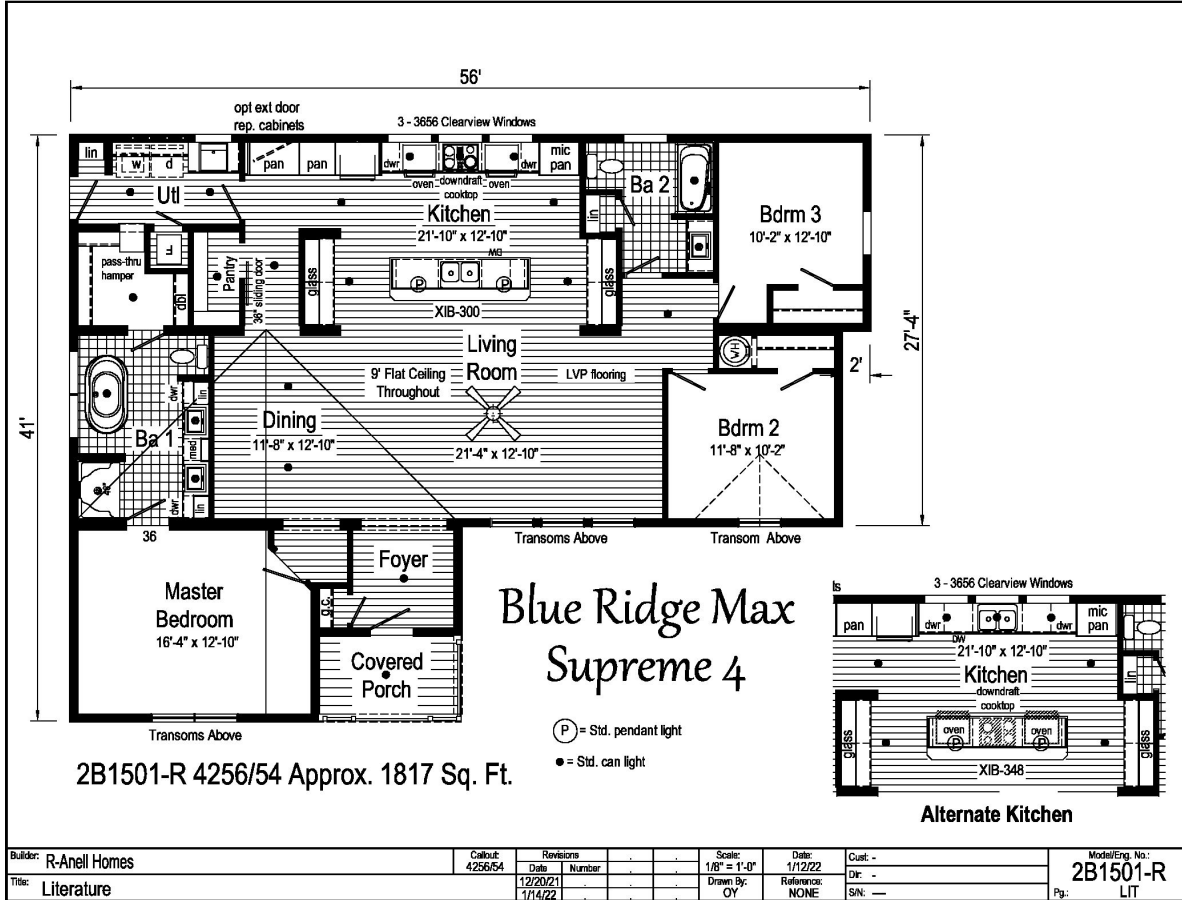 56'
opt ext door
rep. cabinets
3 - 3656 Clearview Windows
lin
w
d
pan
pan
dwr
dwr
mic
pan
oven
downdraft
cooktop
oven
Utl
Kitchen
21'-10" x 12'-10"
Ba 2
lin
Bdrm 3
10'-2" x 12'-10"
pass-thru
hamper
F
Pantry
36" sliding door
glass
DW
P
P
glass
dbl
XIB-300
27'-4"
41'
Living
Room
WH
2'
9' Flat Ceiling
Throughout
LVP flooring
dwr
lin
Dining
11'-8" x 12'-10"
21'-4" x 12'-10"
Bdrm 2
11'-8" x 10'-2"
Ba 1
med
48"
dwr
lin
36
Transoms Above
Transom Above
Foyer
g.c.
Master
Bedroom
16'-4" x 12'-10"
Covered
Porch
Transoms Above
Blue Ridge Max
Supreme 4
P = Std. pendant light
● = Std. can light
2B1501-R 4256/54 Approx. 1817 Sq. Ft.
ls
3 - 3656 Clearview Windows
pan
dwr
dwr
mic
pan
DW
21'-10" x 12'-10"
Kitchen
lin
downdraft
cooktop
glass
oven
P
oven
P
glass
XIB-348
Alternate Kitchen
Builder: R-Anell Homes
Title: Literature
Callout:
4256/54
Revisions
Date Number
12/20/21
1/14/22
Scale:
1/8" = 1'-0"
Drawn By:
OY
Date:
1/12/22
Reference:
NONE
Cust: -
Dir: -
S/N: —
Model/Eng. No.:
2B1501-R
Pg.: LIT